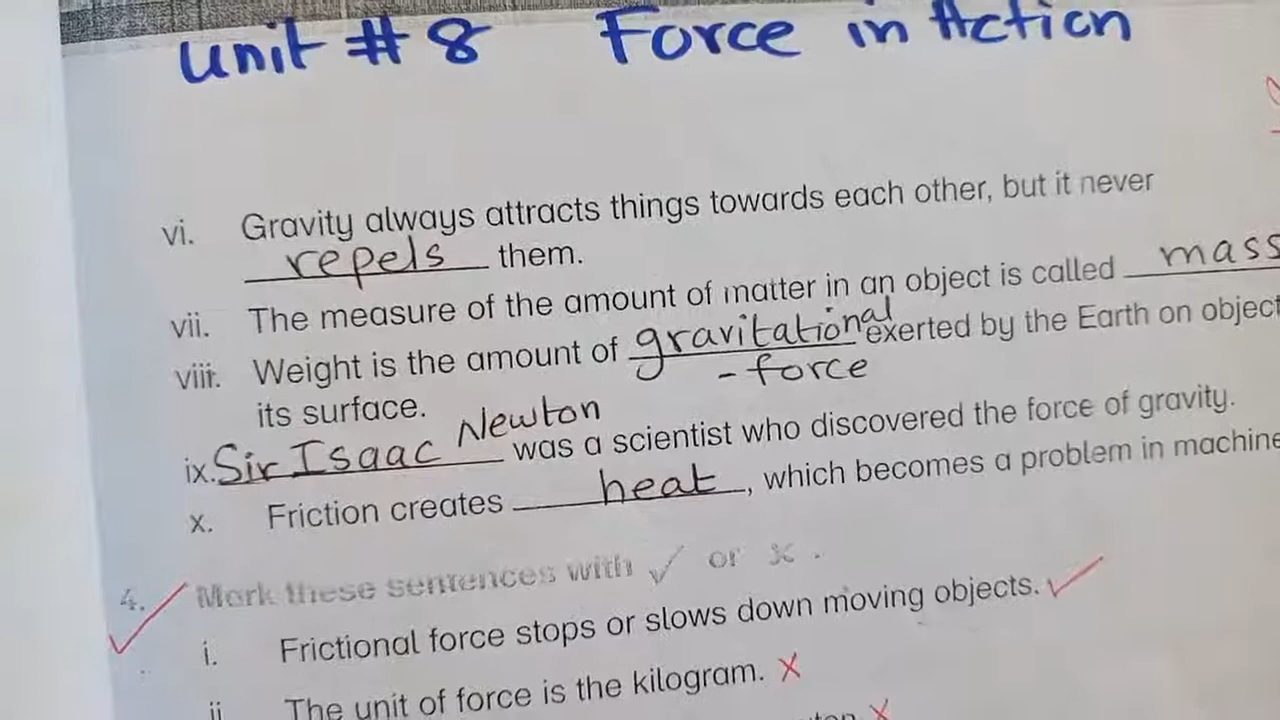 Unit # 8 Force in Action
vi. Gravity always attracts things towards each other, but it never
repels them.
vii. The measure of the amount of matter in an object is called mass
viii. Weight is the amount of gravitational exerted by the Earth on object
- force
its surface.
ix. Sir Isaac Newton was a scientist who discovered the force of gravity.
x. Friction creates heat, which becomes a problem in machine
4. Mark these sentences with ✓ or ✗.
i. Frictional force stops or slows down moving objects. ✓
ii. The unit of force is the kilogram. ✗